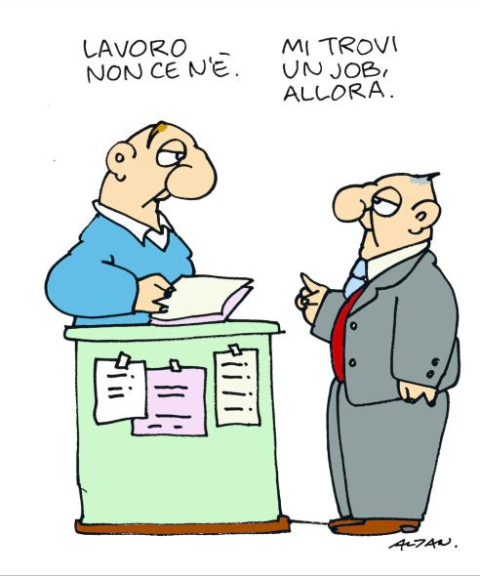 LAVORO
NON CE N'È.
MI TROVI
UN JOB,
ALLORA.
ALTAN.